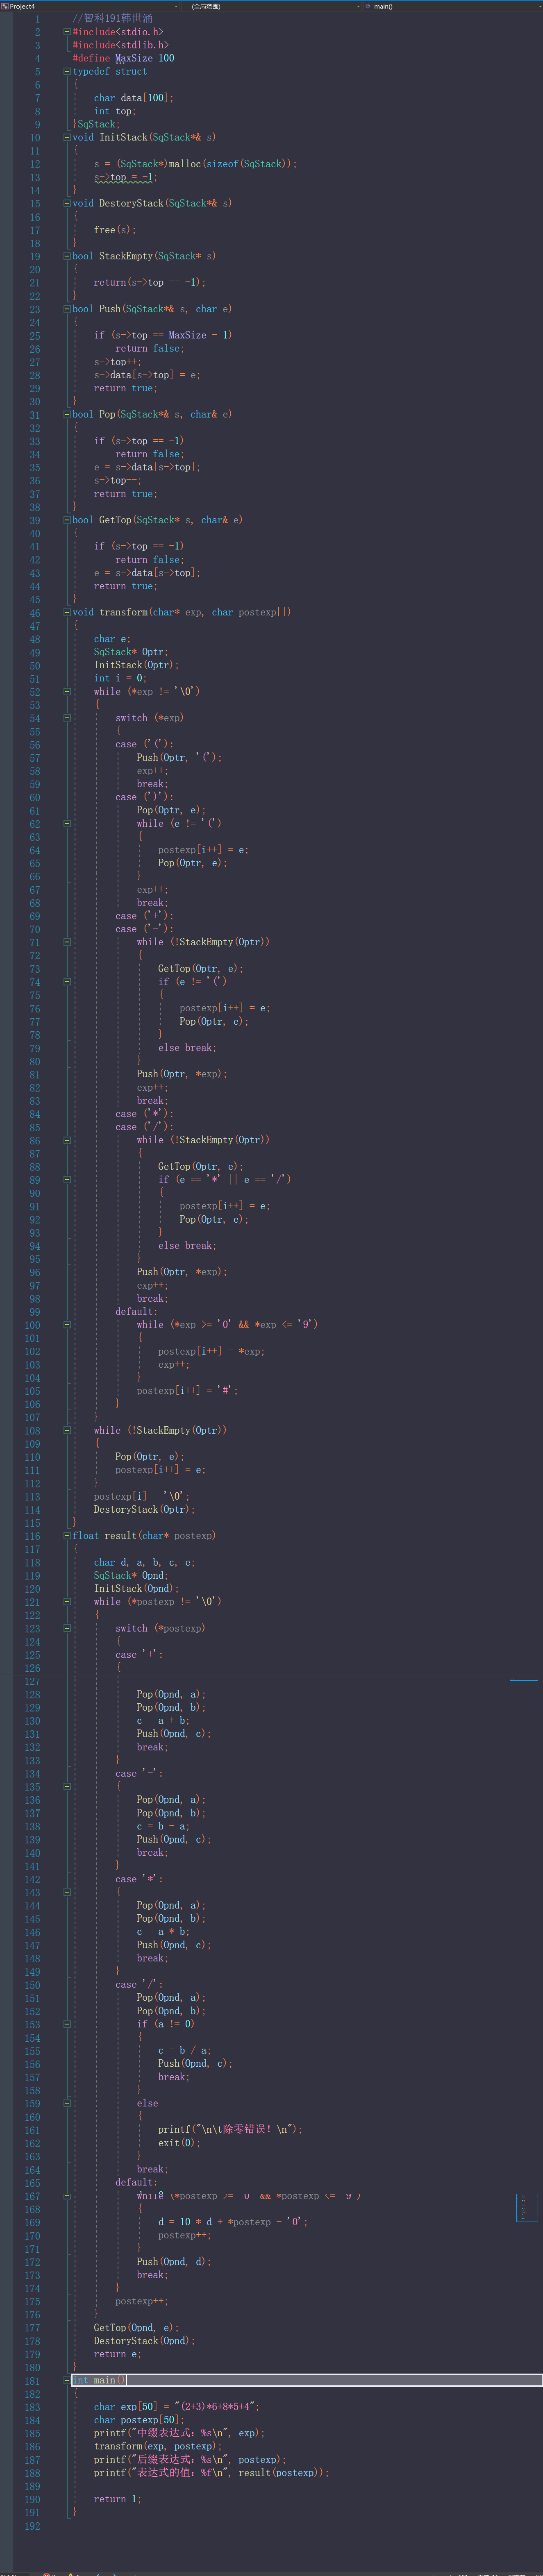 Project4 (全局范围) main()
1 //智科191韩世涌
2 #include<stdio.h>
3 #include<stdlib.h>
4 #define MaxSize 100
5 typedef struct
6 {
7 char data[100];
8 int top;
9 }SqStack;
10 void InitStack(SqStack*& s)
11 {
12 s = (SqStack*)malloc(sizeof(SqStack));
13 s->top = -1;
14 }
15 void DestoryStack(SqStack*& s)
16 {
17 free(s);
18 }
19 bool StackEmpty(SqStack* s)
20 {
21 return(s->top == -1);
22 }
23 bool Push(SqStack*& s, char e)
24 {
25 if (s->top == MaxSize - 1)
26 return false;
27 s->top++;
28 s->data[s->top] = e;
29 return true;
30 }
31 bool Pop(SqStack*& s, char& e)
32 {
33 if (s->top == -1)
34 return false;
35 e = s->data[s->top];
36 s->top--;
37 return true;
38 }
39 bool GetTop(SqStack* s, char& e)
40 {
41 if (s->top == -1)
42 return false;
43 e = s->data[s->top];
44 return true;
45 }
46 void transform(char* exp, char postexp[])
47 {
48 char e;
49 SqStack* Optr;
50 InitStack(Optr);
51 int i = 0;
52 while (*exp != '\0')
53 {
54 switch (*exp)
55 {
56 case ('('):
57 Push(Optr, '(');
58 exp++;
59 break;
60 case (')'):
61 Pop(Optr, e);
62 while (e != '(')
63 {
64 postexp[i++] = e;
65 Pop(Optr, e);
66 }
67 exp++;
68 break;
69 case ('+'):
70 case ('-'):
71 while (!StackEmpty(Optr))
72 {
73 GetTop(Optr, e);
74 if (e != '(')
75 {
76 postexp[i++] = e;
77 Pop(Optr, e);
78 }
79 else break;
80 }
81 Push(Optr, *exp);
82 exp++;
83 break;
84 case ('*'):
85 case ('/'):
86 while (!StackEmpty(Optr))
87 {
88 GetTop(Optr, e);
89 if (e == '*' || e == '/')
90 {
91 postexp[i++] = e;
92 Pop(Optr, e);
93 }
94 else break;
95 }
96 Push(Optr, *exp);
97 exp++;
98 break;
99 default:
100 while (*exp >= '0' && *exp <= '9')
101 {
102 postexp[i++] = *exp;
103 exp++;
104 }
105 postexp[i++] = '#';
106 }
107 }
108 while (!StackEmpty(Optr))
109 {
110 Pop(Optr, e);
111 postexp[i++] = e;
112 }
113 postexp[i] = '\0';
114 DestoryStack(Optr);
115 }
116 float result(char* postexp)
117 {
118 char d, a, b, c, e;
119 SqStack* Opnd;
120 InitStack(Opnd);
121 while (*postexp != '\0')
122 {
123 switch (*postexp)
124 {
125 case '+':
126 {
127
128 Pop(Opnd, a);
129 Pop(Opnd, b);
130 c = a + b;
131 Push(Opnd, c);
132 break;
133 }
134 case '-':
135 {
136 Pop(Opnd, a);
137 Pop(Opnd, b);
138 c = b - a;
139 Push(Opnd, c);
140 break;
141 }
142 case '*':
143 {
144 Pop(Opnd, a);
145 Pop(Opnd, b);
146 c = a * b;
147 Push(Opnd, c);
148 break;
149 }
150 case '/':
151 Pop(Opnd, a);
152 Pop(Opnd, b);
153 if (a != 0)
154 {
155 c = b / a;
156 Push(Opnd, c);
157 break;
158 }
159 else
160 {
161 printf("\n\t除零错误! \n");
162 exit(0);
163 }
164 break;
165 default:
167 while (*postexp >= '0' && *postexp <= '9')
168 {
169 d = 10 * d + *postexp - '0';
170 postexp++;
171 }
172 Push(Opnd, d);
173 break;
174 }
175 postexp++;
176 }
177 GetTop(Opnd, e);
178 DestoryStack(Opnd);
179 return e;
180 }
181 int main()
182 {
183 char exp[50] = "(2+3)*6+8*5+4";
184 char postexp[50];
185 printf("中缀表达式: %s\n", exp);
186 transform(exp, postexp);
187 printf("后缀表达式: %s\n", postexp);
188 printf("表达式的值: %f\n", result(postexp));
189
190 return 1;
191 }
192